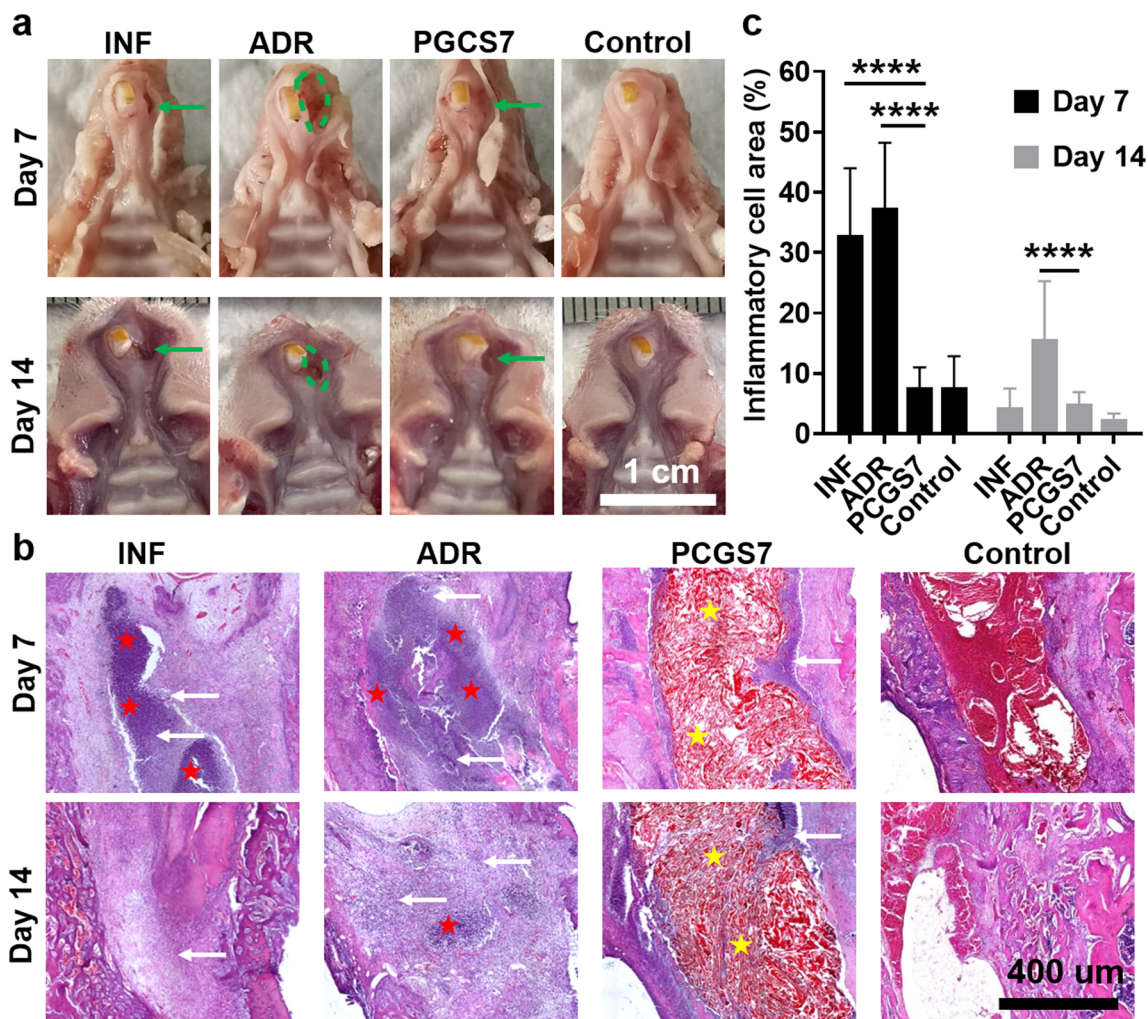 a
INF ADR PGCS7 Control
Day 7
Day 14
1 cm
c
Inflammatory cell area (%)
60
50
40
30
20
10
0
****
****
****
Day 7
Day 14
INF ADR PCGS7 Control INF ADR PCGS7 Control
b
INF ADR PCGS7 Control
Day 7
Day 14
400 um